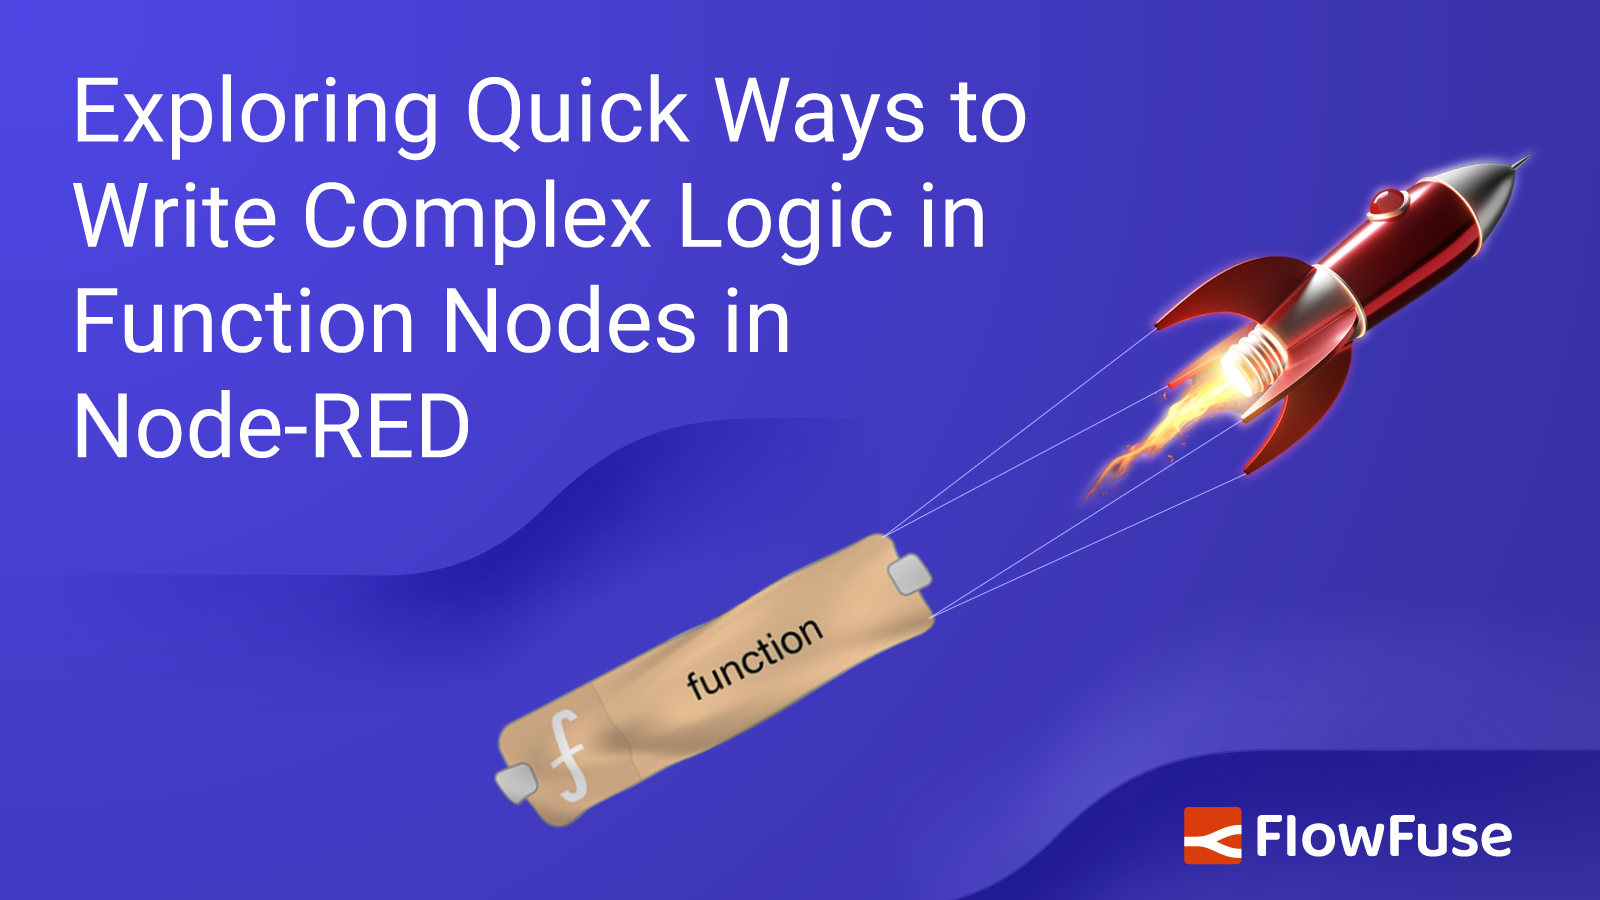 Exploring Quick Ways to
Write Complex Logic in
Function Nodes in
Node-RED
function
f
FlowFuse